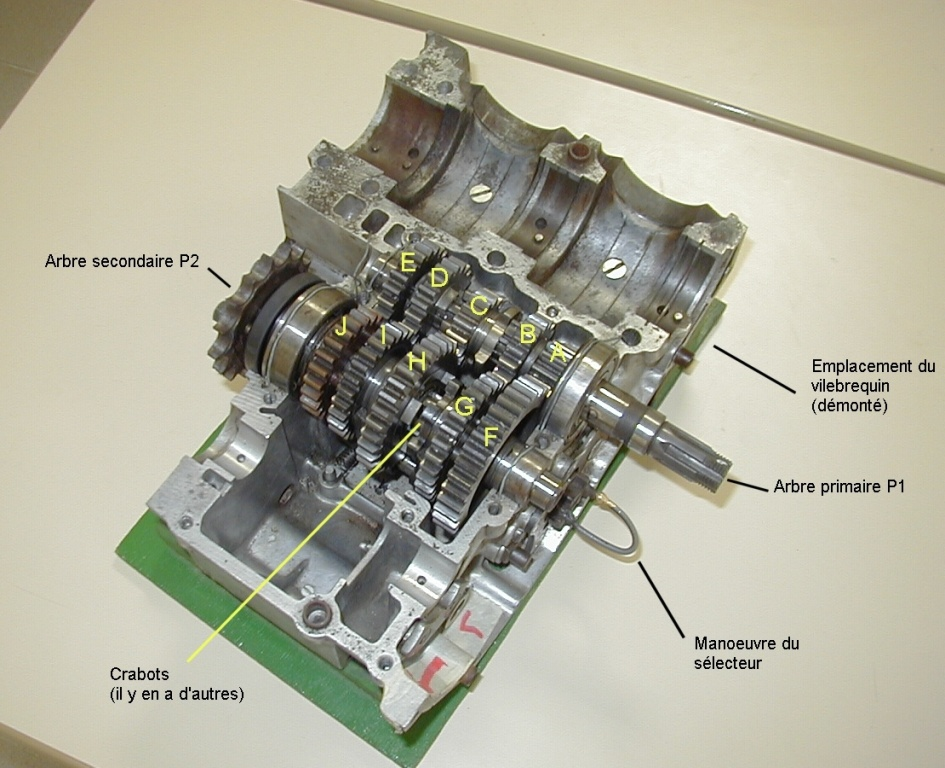 Arbre secondaire P2
E
D
C
B
A
J
I
H
G
F
Emplacement du
vilebrequin
(démonté)
Arbre primaire P1
Manoeuvre du
sélecteur
Crabots
(il y en a d'autres)